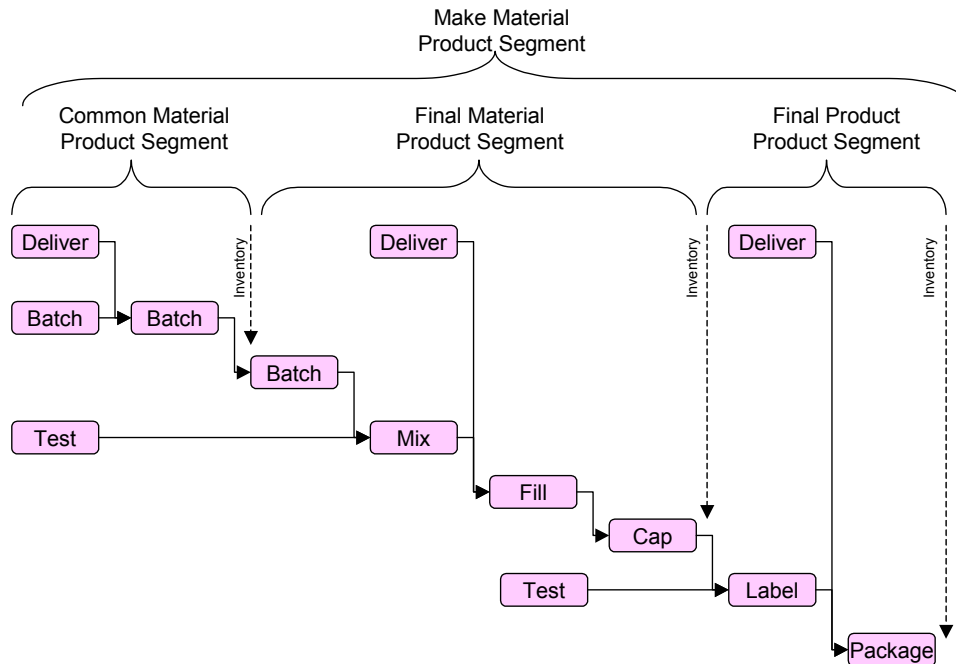 Make Material
Product Segment
Common Material
Product Segment
Final Material
Product Segment
Final Product
Product Segment
Deliver
Deliver
Deliver
Inventory
Inventory
Inventory
Batch
Batch
Batch
Test
Mix
Fill
Cap
Test
Label
Package